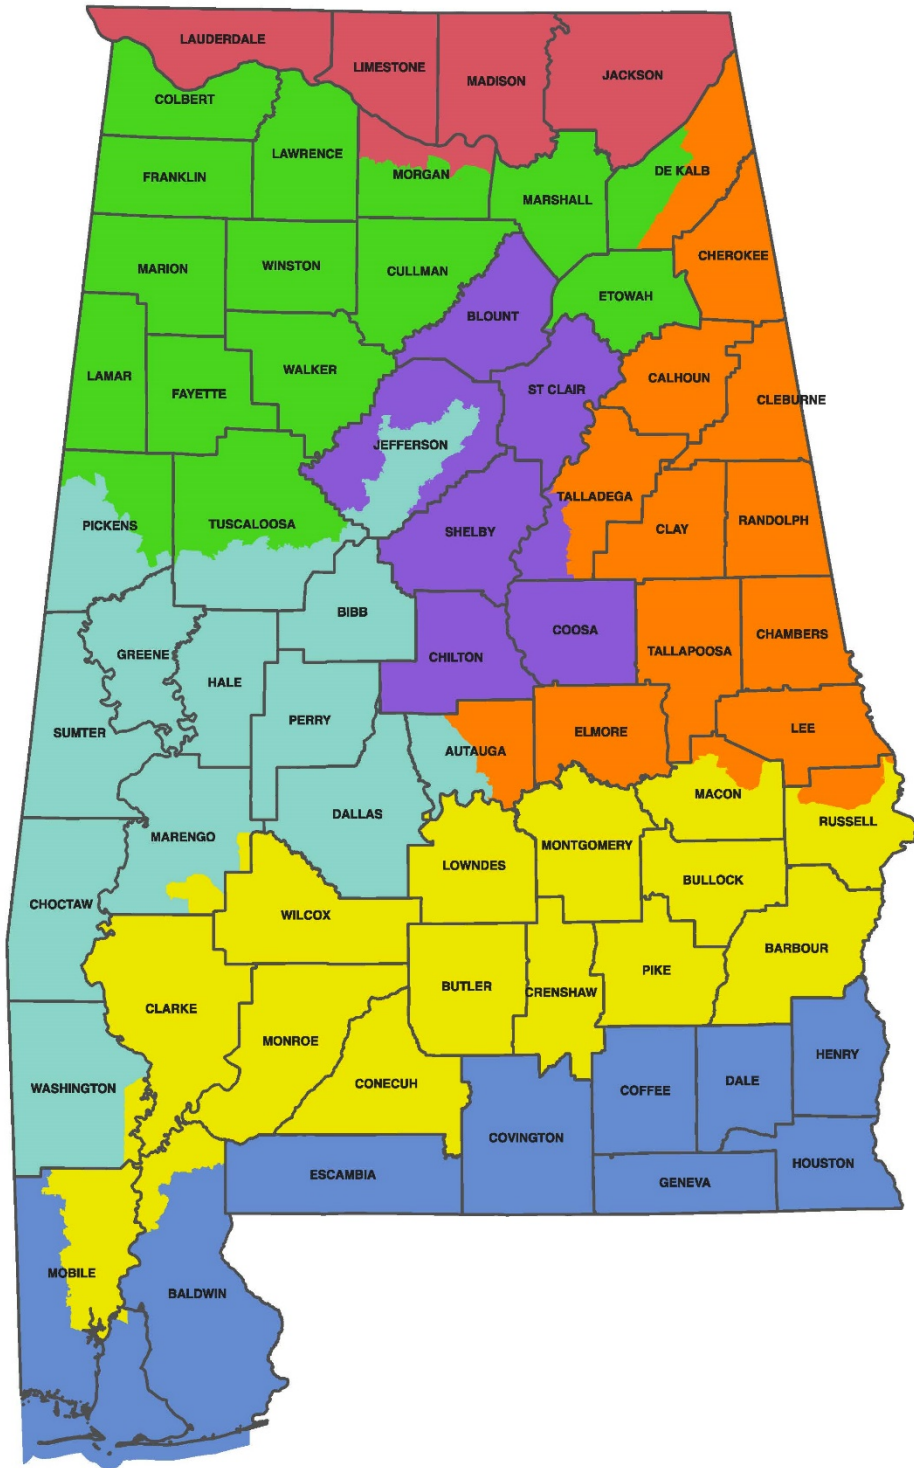 LAUDERDALE
LIMESTONE
MADISON
JACKSON
COLBERT
LAWRENCE
FRANKLIN
MORGAN
DE KALB
MARSHALL
CHEROKEE
MARION
WINSTON
CULLMAN
ETOWAH
BLOUNT
LAMAR
FAYETTE
WALKER
ST CLAIR
CALHOUN
CLEBURNE
JEFFERSON
TALLADEGA
PICKENS
TUSCALOOSA
SHELBY
CLAY
RANDOLPH
BIBB
GREENE
HALE
CHILTON
COOSA
TALLAPOOSA
CHAMBERS
SUMTER
PERRY
AUTAUGA
ELMORE
LEE
MACON
RUSSELL
MARENGO
DALLAS
LOWNDES
MONTGOMERY
BULLOCK
CHOCTAW
WILCOX
BARBOUR
CLARKE
MONROE
BUTLER
CRENSHAW
PIKE
WASHINGTON
CONECUH
COFFEE
DALE
HENRY
COVINGTON
ESCAMBIA
GENEVA
HOUSTON
MOBILE
BALDWIN